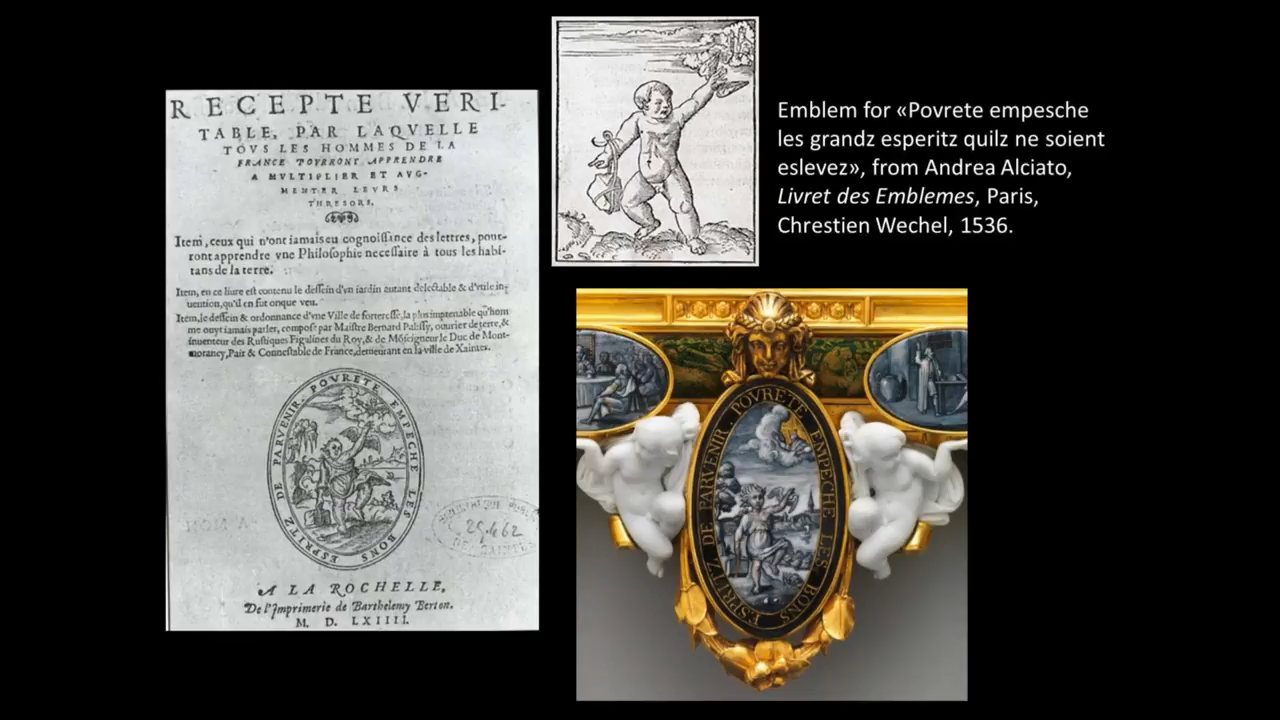 RECEPTE VERI-
TABLE, PAR LAQVELLE
TOVS LES HOMMES DE LA
FRANCE POVRRONT APPRENDRE
A MVLTIPLIER ET AVG-
MENTER LEVRS
THRESORS.
Item, ceux qui n'ont iamais eu cognoiſſance des lettres, pour-
ront apprendre vne Philoſophie neceſſaire à tous les habi-
tans de la terre.
Item, en ce liure eſt contenu le deſſein d'vn iardin autant delectable & d'vtile in-
uention, qu'il en fut onque veu.
Item, le deſſein & ordonnance d'vne Ville de fortereſſe, la plus imprenable qu'hom
me ouyt iamais parler, compoſé par Maiſtre Bernard Paliſſy, ouurier de terre, &
inuenteur des Ruſtiques Figulines du Roy, & de Mõſeigneur le Duc de Mont-
morancy, Pair & Conneſtable de France, demeurant en la ville de Xaintes.
POVRETE EMPECHE LES BONS ESPRITZ DE PARVENIR.
29.462
A LA ROCHELLE,
De l'Imprimerie de Barthelemy Berton.
M. D. LXIIII.
Emblem for «Povrete empesche
les grandz esperitz quilz ne soient
eslevez», from Andrea Alciato,
Livret des Emblemes, Paris,
Chrestien Wechel, 1536.
POVRETE EMPECHE LES BONS ESPRITZ DE PARVENIR.